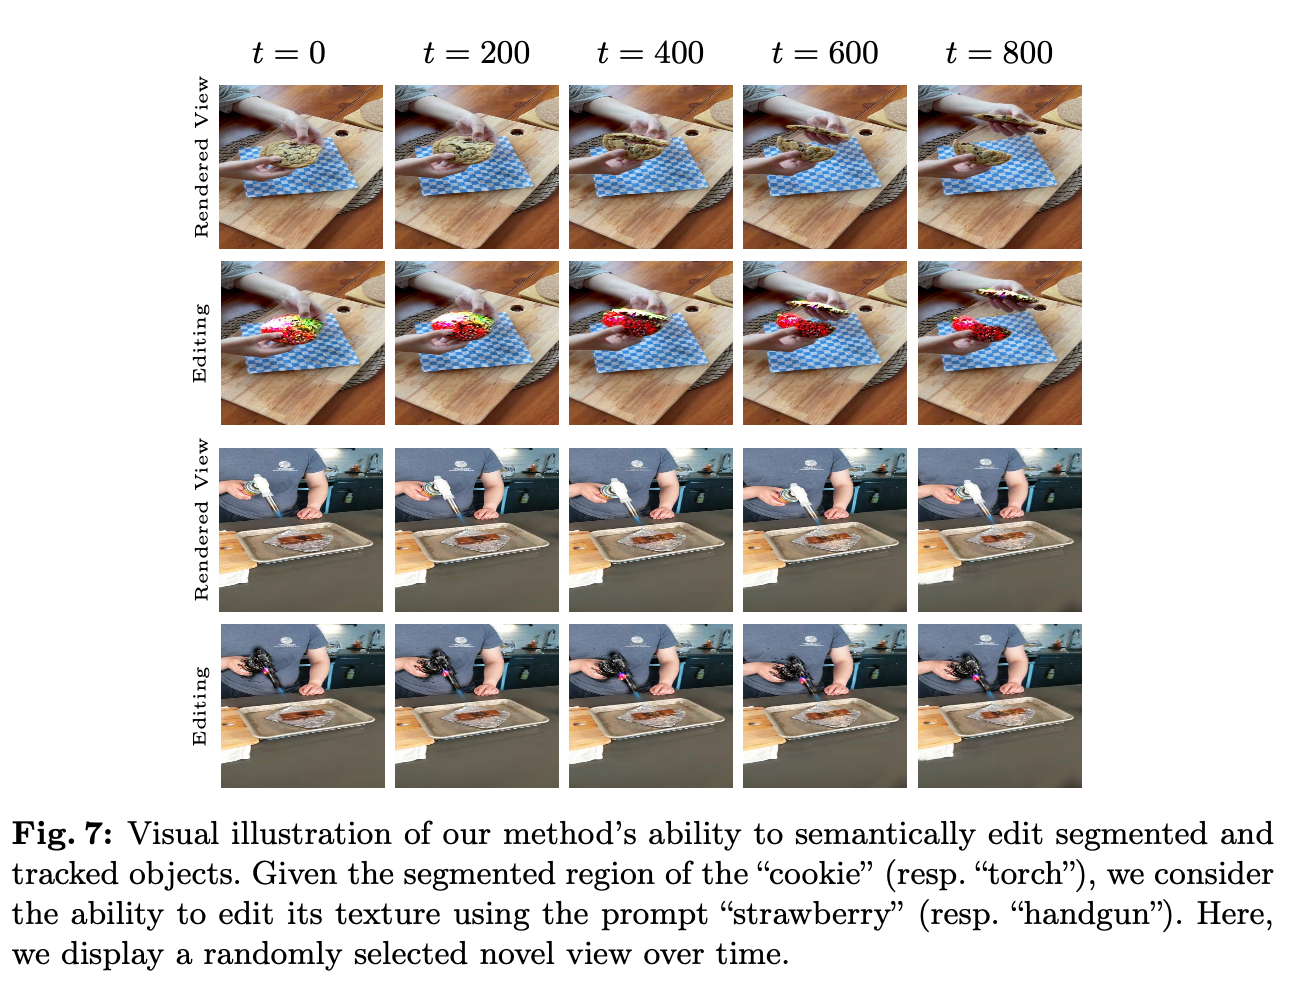 t = 0 t = 200 t = 400 t = 600 t = 800
Rendered View
Editing
Rendered View
Editing
Fig. 7: Visual illustration of our method’s ability to semantically edit segmented and
tracked objects. Given the segmented region of the “cookie” (resp. “torch”), we consider
the ability to edit its texture using the prompt “strawberry” (resp. “handgun”). Here,
we display a randomly selected novel view over time.